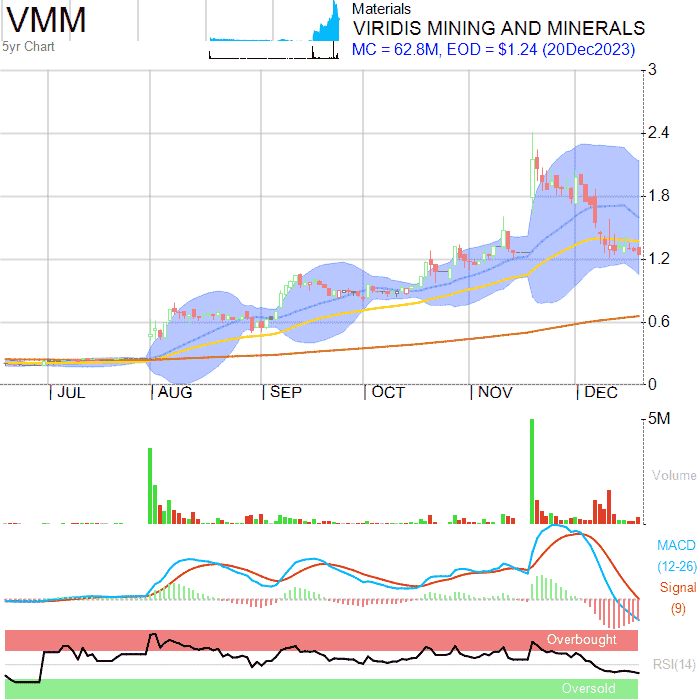 VMM
5yr Chart
Materials
VIRIDIS MINING AND MINERALS
MC = 62.8M, EOD = $1.24 (20Dec2023)
3
2.4
1.8
1.2
0.6
0
JUL AUG SEP OCT NOV DEC
5M
Volume
MACD
(12-26)
Signal
(9)
Overbought
RSI(14)
Oversold